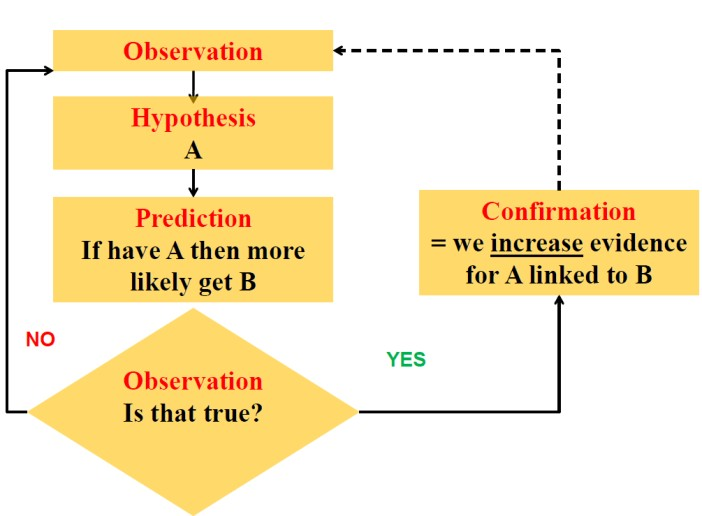 Observation
Hypothesis
A
Prediction
If have A then more
likely get B
Confirmation
= we increase evidence
for A linked to B
NO
YES
Observation
Is that true?